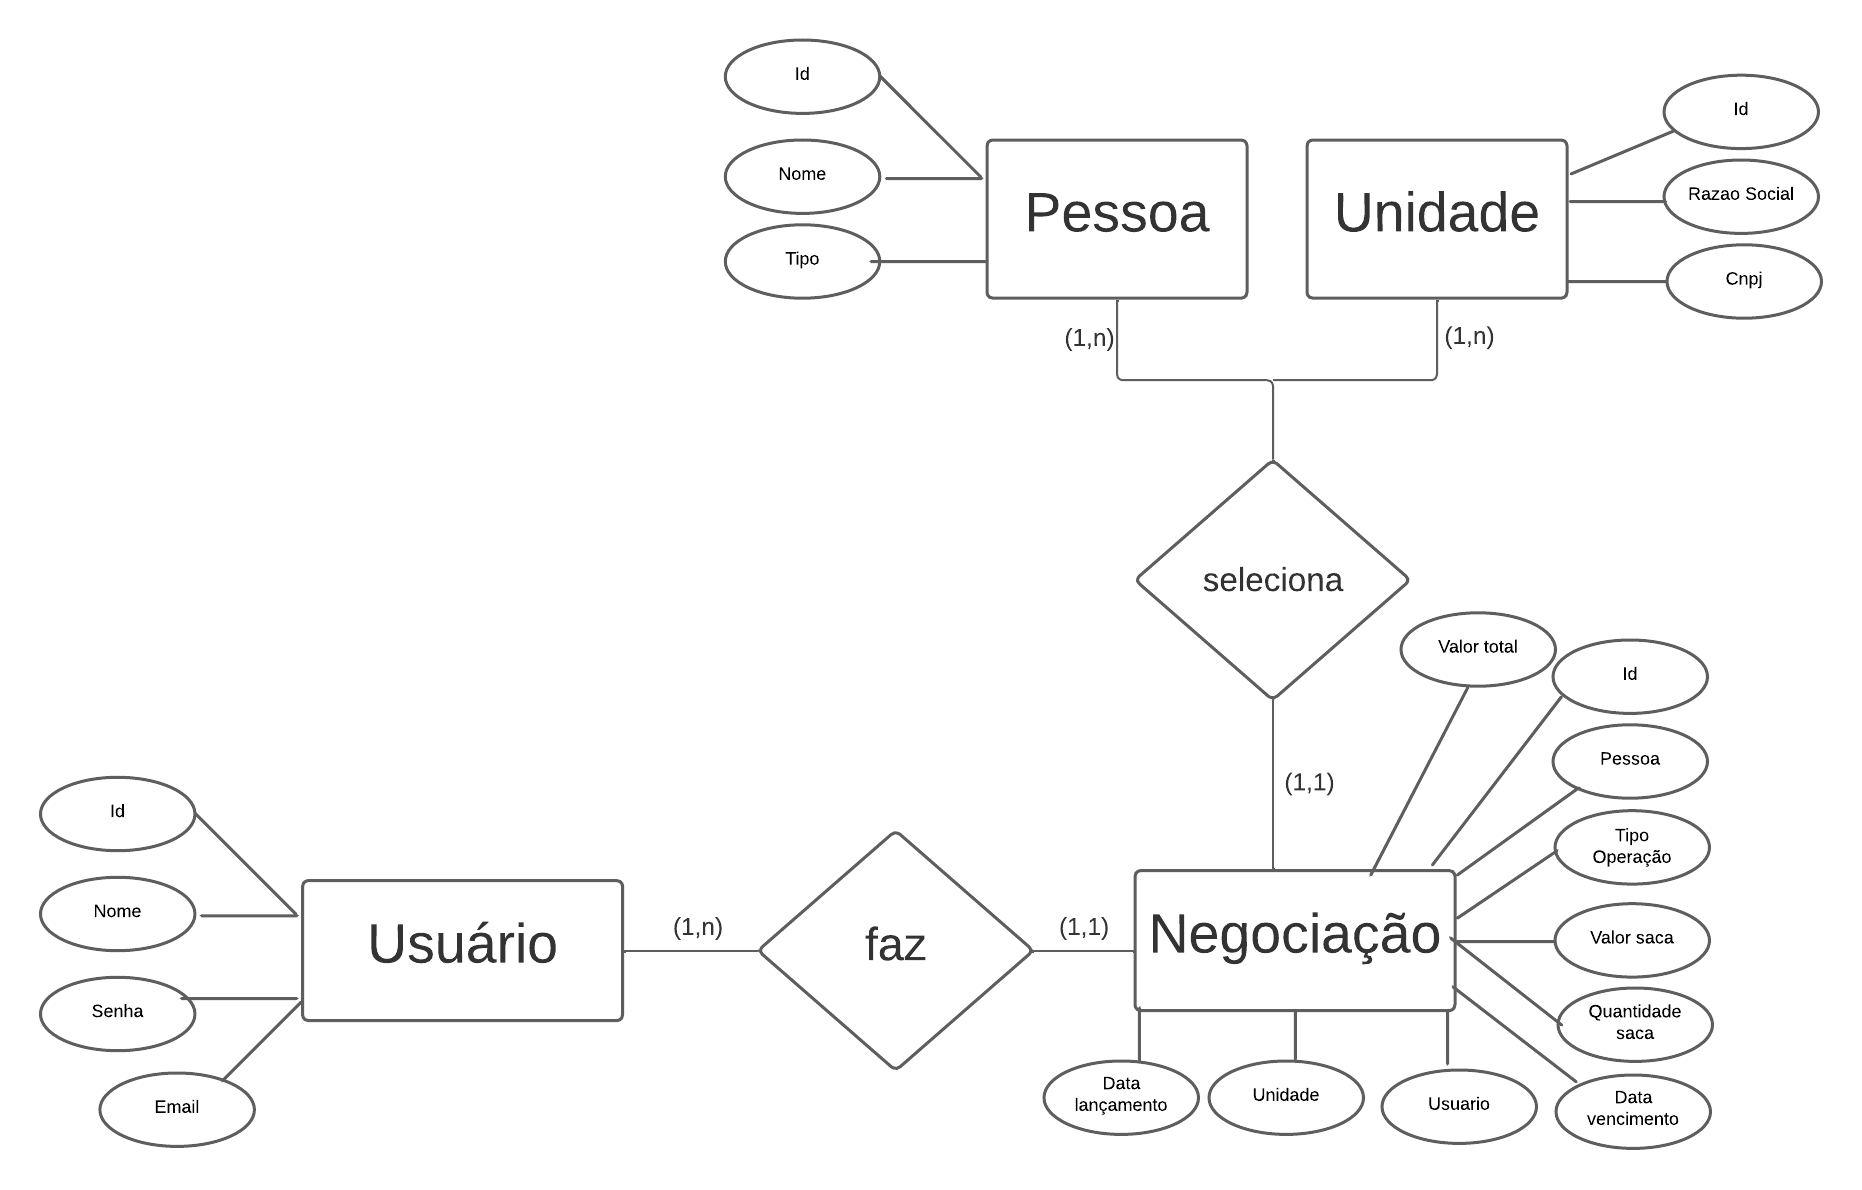 Id
Nome
Tipo
Pessoa
Unidade
Id
Razao Social
Cnpj
(1,n)
(1,n)
seleciona
(1,1)
Valor total
Id
Pessoa
Tipo
Operação
Valor saca
Quantidade
saca
Data
vencimento
Id
Nome
Senha
Email
Usuário
(1,n)
faz
(1,1)
Negociação
Data
lançamento
Unidade
Usuario